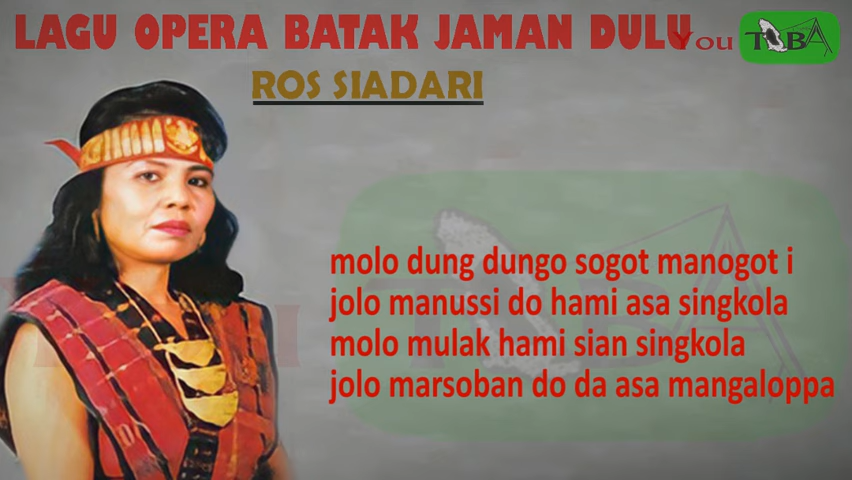 LAGU OPERA BATAK JAMAN DULU
You TOBA
ROS SIADARI
molo dung dungo sogot manogot i
jolo manussi do hami asa singkola
molo mulak hami sian singkola
jolo marsoban do da asa mangaloppa